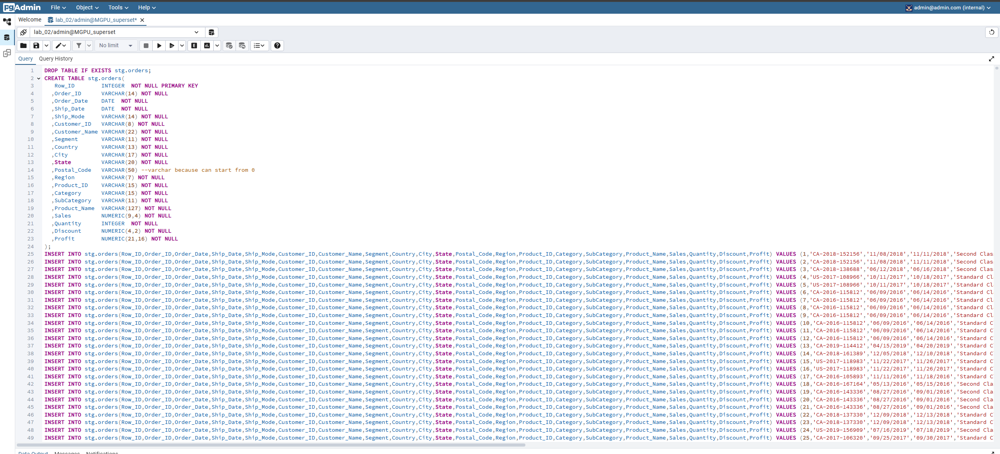 pgAdmin File Object Tools Help admin@admin.com (internal)
Welcome lab_02/admin@MGPU_superset*
lab_02/admin@MGPU_superset
No limit
Query Query History
1 DROP TABLE IF EXISTS stg.orders;
2 CREATE TABLE stg.orders(
3 Row_ID INTEGER NOT NULL PRIMARY KEY
4 ,Order_ID VARCHAR(14) NOT NULL
5 ,Order_Date DATE NOT NULL
6 ,Ship_Date DATE NOT NULL
7 ,Ship_Mode VARCHAR(14) NOT NULL
8 ,Customer_ID VARCHAR(8) NOT NULL
9 ,Customer_Name VARCHAR(22) NOT NULL
10 ,Segment VARCHAR(11) NOT NULL
11 ,Country VARCHAR(13) NOT NULL
12 ,City VARCHAR(17) NOT NULL
13 ,State VARCHAR(20) NOT NULL
14 ,Postal_Code VARCHAR(50) --varchar because can start from 0
15 ,Region VARCHAR(7) NOT NULL
16 ,Product_ID VARCHAR(15) NOT NULL
17 ,Category VARCHAR(15) NOT NULL
18 ,SubCategory VARCHAR(11) NOT NULL
19 ,Product_Name VARCHAR(127) NOT NULL
20 ,Sales NUMERIC(9,4) NOT NULL
21 ,Quantity INTEGER NOT NULL
22 ,Discount NUMERIC(4,2) NOT NULL
23 ,Profit NUMERIC(21,16) NOT NULL
24 );
25 INSERT INTO stg.orders(Row_ID,Order_ID,Order_Date,Ship_Date,Ship_Mode,Customer_ID,Customer_Name,Segment,Country,City,State,Postal_Code,Region,Product_ID,Category,SubCategory,Product_Name,Sales,Quantity,Discount,Profit) VALUES (1,'CA-2018-152156','11/08/2018','11/11/2018','Second Clas
26 INSERT INTO stg.orders(Row_ID,Order_ID,Order_Date,Ship_Date,Ship_Mode,Customer_ID,Customer_Name,Segment,Country,City,State,Postal_Code,Region,Product_ID,Category,SubCategory,Product_Name,Sales,Quantity,Discount,Profit) VALUES (2,'CA-2018-152156','11/08/2018','11/11/2018','Second Clas
27 INSERT INTO stg.orders(Row_ID,Order_ID,Order_Date,Ship_Date,Ship_Mode,Customer_ID,Customer_Name,Segment,Country,City,State,Postal_Code,Region,Product_ID,Category,SubCategory,Product_Name,Sales,Quantity,Discount,Profit) VALUES (3,'CA-2018-138688','06/12/2018','06/16/2018','Second Clas
28 INSERT INTO stg.orders(Row_ID,Order_ID,Order_Date,Ship_Date,Ship_Mode,Customer_ID,Customer_Name,Segment,Country,City,State,Postal_Code,Region,Product_ID,Category,SubCategory,Product_Name,Sales,Quantity,Discount,Profit) VALUES (4,'US-2017-108966','10/11/2017','10/18/2017','Standard Cl
29 INSERT INTO stg.orders(Row_ID,Order_ID,Order_Date,Ship_Date,Ship_Mode,Customer_ID,Customer_Name,Segment,Country,City,State,Postal_Code,Region,Product_ID,Category,SubCategory,Product_Name,Sales,Quantity,Discount,Profit) VALUES (5,'US-2017-108966','10/11/2017','10/18/2017','Standard Cl
30 INSERT INTO stg.orders(Row_ID,Order_ID,Order_Date,Ship_Date,Ship_Mode,Customer_ID,Customer_Name,Segment,Country,City,State,Postal_Code,Region,Product_ID,Category,SubCategory,Product_Name,Sales,Quantity,Discount,Profit) VALUES (6,'CA-2016-115812','06/09/2016','06/14/2016','Standard Cl
31 INSERT INTO stg.orders(Row_ID,Order_ID,Order_Date,Ship_Date,Ship_Mode,Customer_ID,Customer_Name,Segment,Country,City,State,Postal_Code,Region,Product_ID,Category,SubCategory,Product_Name,Sales,Quantity,Discount,Profit) VALUES (7,'CA-2016-115812','06/09/2016','06/14/2016','Standard Cl
32 INSERT INTO stg.orders(Row_ID,Order_ID,Order_Date,Ship_Date,Ship_Mode,Customer_ID,Customer_Name,Segment,Country,City,State,Postal_Code,Region,Product_ID,Category,SubCategory,Product_Name,Sales,Quantity,Discount,Profit) VALUES (8,'CA-2016-115812','06/09/2016','06/14/2016','Standard Cl
33 INSERT INTO stg.orders(Row_ID,Order_ID,Order_Date,Ship_Date,Ship_Mode,Customer_ID,Customer_Name,Segment,Country,City,State,Postal_Code,Region,Product_ID,Category,SubCategory,Product_Name,Sales,Quantity,Discount,Profit) VALUES (9,'CA-2016-115812','06/09/2016','06/14/2016','Standard Cl
34 INSERT INTO stg.orders(Row_ID,Order_ID,Order_Date,Ship_Date,Ship_Mode,Customer_ID,Customer_Name,Segment,Country,City,State,Postal_Code,Region,Product_ID,Category,SubCategory,Product_Name,Sales,Quantity,Discount,Profit) VALUES (10,'CA-2016-115812','06/09/2016','06/14/2016','Standard C
35 INSERT INTO stg.orders(Row_ID,Order_ID,Order_Date,Ship_Date,Ship_Mode,Customer_ID,Customer_Name,Segment,Country,City,State,Postal_Code,Region,Product_ID,Category,SubCategory,Product_Name,Sales,Quantity,Discount,Profit) VALUES (11,'CA-2016-115812','06/09/2016','06/14/2016','Standard C
36 INSERT INTO stg.orders(Row_ID,Order_ID,Order_Date,Ship_Date,Ship_Mode,Customer_ID,Customer_Name,Segment,Country,City,State,Postal_Code,Region,Product_ID,Category,SubCategory,Product_Name,Sales,Quantity,Discount,Profit) VALUES (12,'CA-2016-115812','06/09/2016','06/14/2016','Standard C
37 INSERT INTO stg.orders(Row_ID,Order_ID,Order_Date,Ship_Date,Ship_Mode,Customer_ID,Customer_Name,Segment,Country,City,State,Postal_Code,Region,Product_ID,Category,SubCategory,Product_Name,Sales,Quantity,Discount,Profit) VALUES (13,'CA-2019-114412','04/15/2019','04/20/2019','Standard C
38 INSERT INTO stg.orders(Row_ID,Order_ID,Order_Date,Ship_Date,Ship_Mode,Customer_ID,Customer_Name,Segment,Country,City,State,Postal_Code,Region,Product_ID,Category,SubCategory,Product_Name,Sales,Quantity,Discount,Profit) VALUES (14,'CA-2018-161389','12/05/2018','12/10/2018','Standard C
39 INSERT INTO stg.orders(Row_ID,Order_ID,Order_Date,Ship_Date,Ship_Mode,Customer_ID,Customer_Name,Segment,Country,City,State,Postal_Code,Region,Product_ID,Category,SubCategory,Product_Name,Sales,Quantity,Discount,Profit) VALUES (15,'US-2017-118983','11/22/2017','11/26/2017','Standard C
40 INSERT INTO stg.orders(Row_ID,Order_ID,Order_Date,Ship_Date,Ship_Mode,Customer_ID,Customer_Name,Segment,Country,City,State,Postal_Code,Region,Product_ID,Category,SubCategory,Product_Name,Sales,Quantity,Discount,Profit) VALUES (16,'US-2017-118983','11/22/2017','11/26/2017','Standard C
41 INSERT INTO stg.orders(Row_ID,Order_ID,Order_Date,Ship_Date,Ship_Mode,Customer_ID,Customer_Name,Segment,Country,City,State,Postal_Code,Region,Product_ID,Category,SubCategory,Product_Name,Sales,Quantity,Discount,Profit) VALUES (17,'CA-2016-105893','11/11/2016','11/18/2016','Standard C
42 INSERT INTO stg.orders(Row_ID,Order_ID,Order_Date,Ship_Date,Ship_Mode,Customer_ID,Customer_Name,Segment,Country,City,State,Postal_Code,Region,Product_ID,Category,SubCategory,Product_Name,Sales,Quantity,Discount,Profit) VALUES (18,'CA-2016-167164','05/13/2016','05/15/2016','Second Cla
43 INSERT INTO stg.orders(Row_ID,Order_ID,Order_Date,Ship_Date,Ship_Mode,Customer_ID,Customer_Name,Segment,Country,City,State,Postal_Code,Region,Product_ID,Category,SubCategory,Product_Name,Sales,Quantity,Discount,Profit) VALUES (19,'CA-2016-143336','08/27/2016','09/01/2016','Second Cla
44 INSERT INTO stg.orders(Row_ID,Order_ID,Order_Date,Ship_Date,Ship_Mode,Customer_ID,Customer_Name,Segment,Country,City,State,Postal_Code,Region,Product_ID,Category,SubCategory,Product_Name,Sales,Quantity,Discount,Profit) VALUES (20,'CA-2016-143336','08/27/2016','09/01/2016','Second Cla
45 INSERT INTO stg.orders(Row_ID,Order_ID,Order_Date,Ship_Date,Ship_Mode,Customer_ID,Customer_Name,Segment,Country,City,State,Postal_Code,Region,Product_ID,Category,SubCategory,Product_Name,Sales,Quantity,Discount,Profit) VALUES (21,'CA-2016-143336','08/27/2016','09/01/2016','Second Cla
46 INSERT INTO stg.orders(Row_ID,Order_ID,Order_Date,Ship_Date,Ship_Mode,Customer_ID,Customer_Name,Segment,Country,City,State,Postal_Code,Region,Product_ID,Category,SubCategory,Product_Name,Sales,Quantity,Discount,Profit) VALUES (22,'CA-2018-137330','12/09/2018','12/13/2018','Standard C
47 INSERT INTO stg.orders(Row_ID,Order_ID,Order_Date,Ship_Date,Ship_Mode,Customer_ID,Customer_Name,Segment,Country,City,State,Postal_Code,Region,Product_ID,Category,SubCategory,Product_Name,Sales,Quantity,Discount,Profit) VALUES (23,'CA-2018-137330','12/09/2018','12/13/2018','Standard C
48 INSERT INTO stg.orders(Row_ID,Order_ID,Order_Date,Ship_Date,Ship_Mode,Customer_ID,Customer_Name,Segment,Country,City,State,Postal_Code,Region,Product_ID,Category,SubCategory,Product_Name,Sales,Quantity,Discount,Profit) VALUES (24,'US-2019-156909','07/16/2019','07/18/2019','Second Cla
49 INSERT INTO stg.orders(Row_ID,Order_ID,Order_Date,Ship_Date,Ship_Mode,Customer_ID,Customer_Name,Segment,Country,City,State,Postal_Code,Region,Product_ID,Category,SubCategory,Product_Name,Sales,Quantity,Discount,Profit) VALUES (25,'CA-2017-106320','09/25/2017','09/30/2017','Standard C
Data Output Messages Notifications